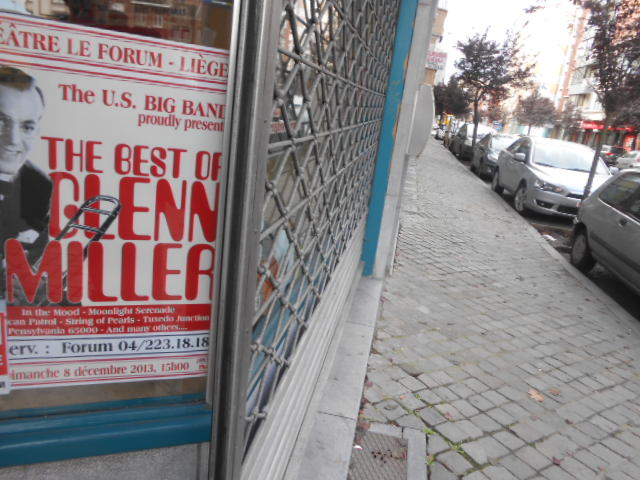 ÉÂTRE LE FORUM - LIÈGE
The U.S. BIG BAND
proudly present
THE BEST OF
GLENN
MILLER
In the Mood - Moonlight Serenade
can Patrol - String of Pearls - Tuxedo Junction
Pensylvania 65000 - And many others....
erv. : Forum 04/223.18.18
imanche 8 décembre 2013, 15h00